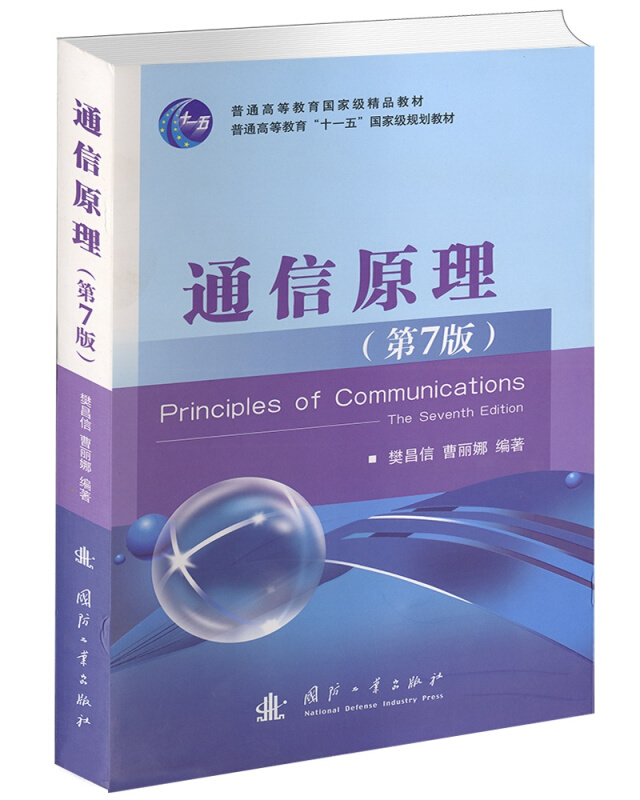 通信原理(第7版)
樊昌信 曹丽娜 编著
国防工业出版社
十一五
普通高等教育国家级精品教材
普通高等教育“十一五”国家级规划教材
通信原理
(第7版)
Principles of Communications
The Seventh Edition
樊昌信 曹丽娜 编著
国防工业出版社
National Defense Industry Press